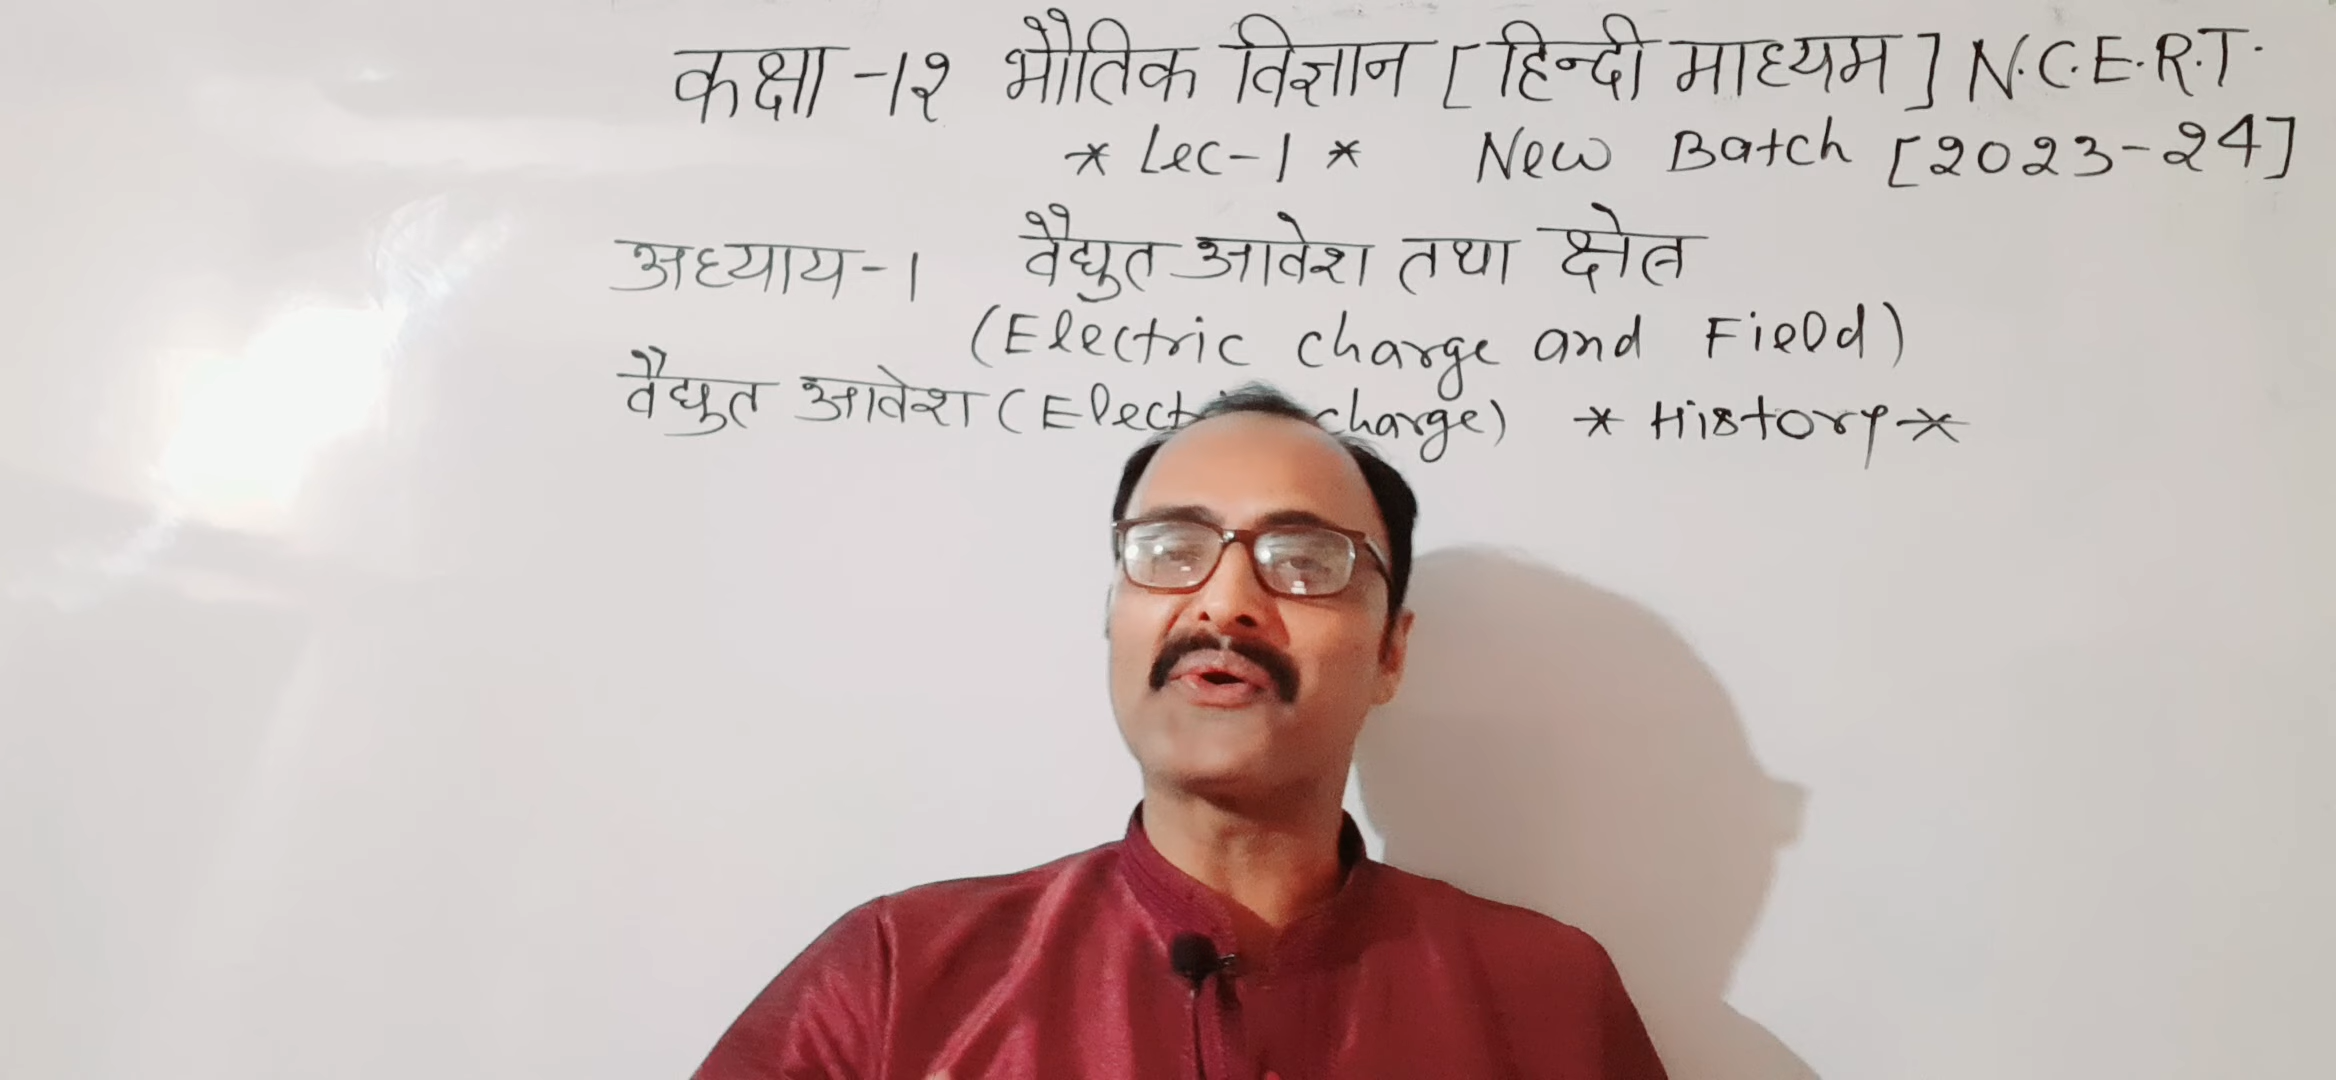 कक्षा -१२ भौतिक विज्ञान [हिन्दी माध्यम] N.C.E.R.T.
* Lec-1 * New Batch [2023-24]
अध्याय-1 वैद्युत आवेश तथा क्षेत्र
(Electric charge and Field)
वैद्युत आवेश (Elect charge) * History *